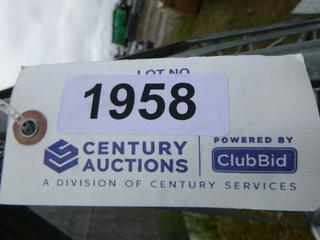 LOT NO.
1958
CENTURY AUCTIONS
POWERED BY
ClubBid
A DIVISION OF CENTURY SERVICES